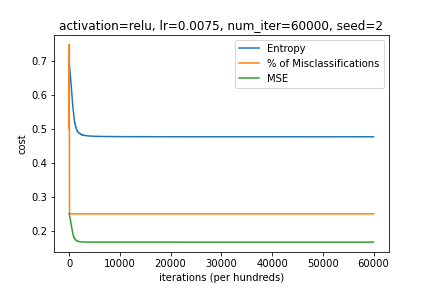 activation=relu, lr=0.0075, num_iter=60000, seed=2
Entropy
% of Misclassifications
MSE
0.7
0.6
0.5
0.4
0.3
0.2
cost
0 10000 20000 30000 40000 50000 60000
iterations (per hundreds)